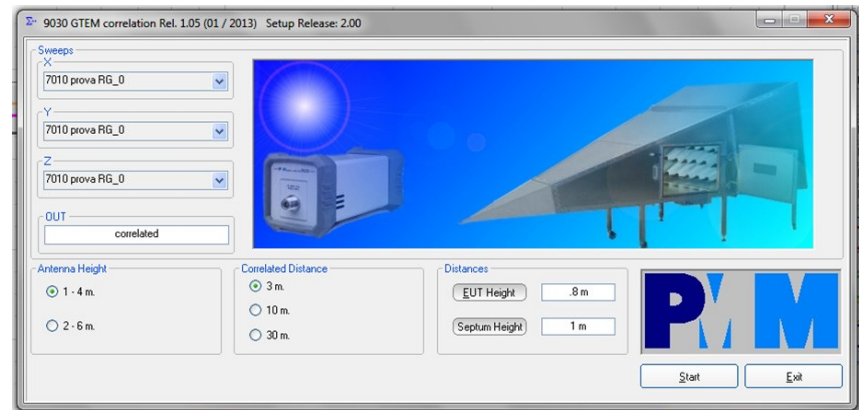 9030 GTEM correlation Rel. 1.05 (01 / 2013) Setup Release: 2.00
Sweeps
X
7010 prova RG_0
Y
7010 prova RG_0
Z
7010 prova RG_0
OUT
correlated
Antenna Height
1 - 4 m.
2 - 6 m.
Correlated Distance
3 m.
10 m.
30 m.
Distances
EUT Height
.8 m
Septum Height
1 m
PMM
Start
Exit